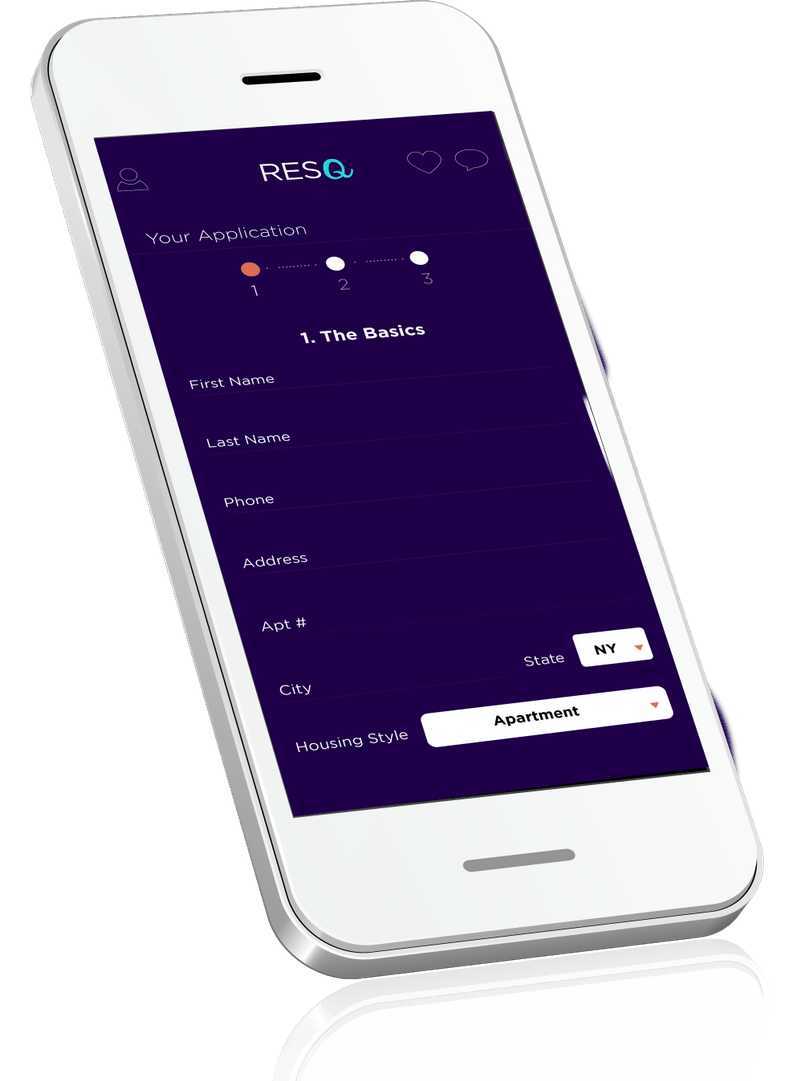 RESQ
Your Application
1 2 3
1. The Basics
First Name
Last Name
Phone
Address
Apt #
City State NY
Housing Style Apartment